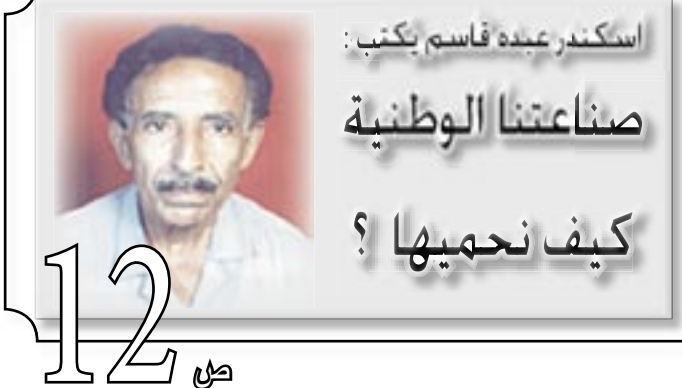 اسكندر عبده قاسم يكتب :
صناعتنا الوطنية
كيف نحميها ؟
ص 12